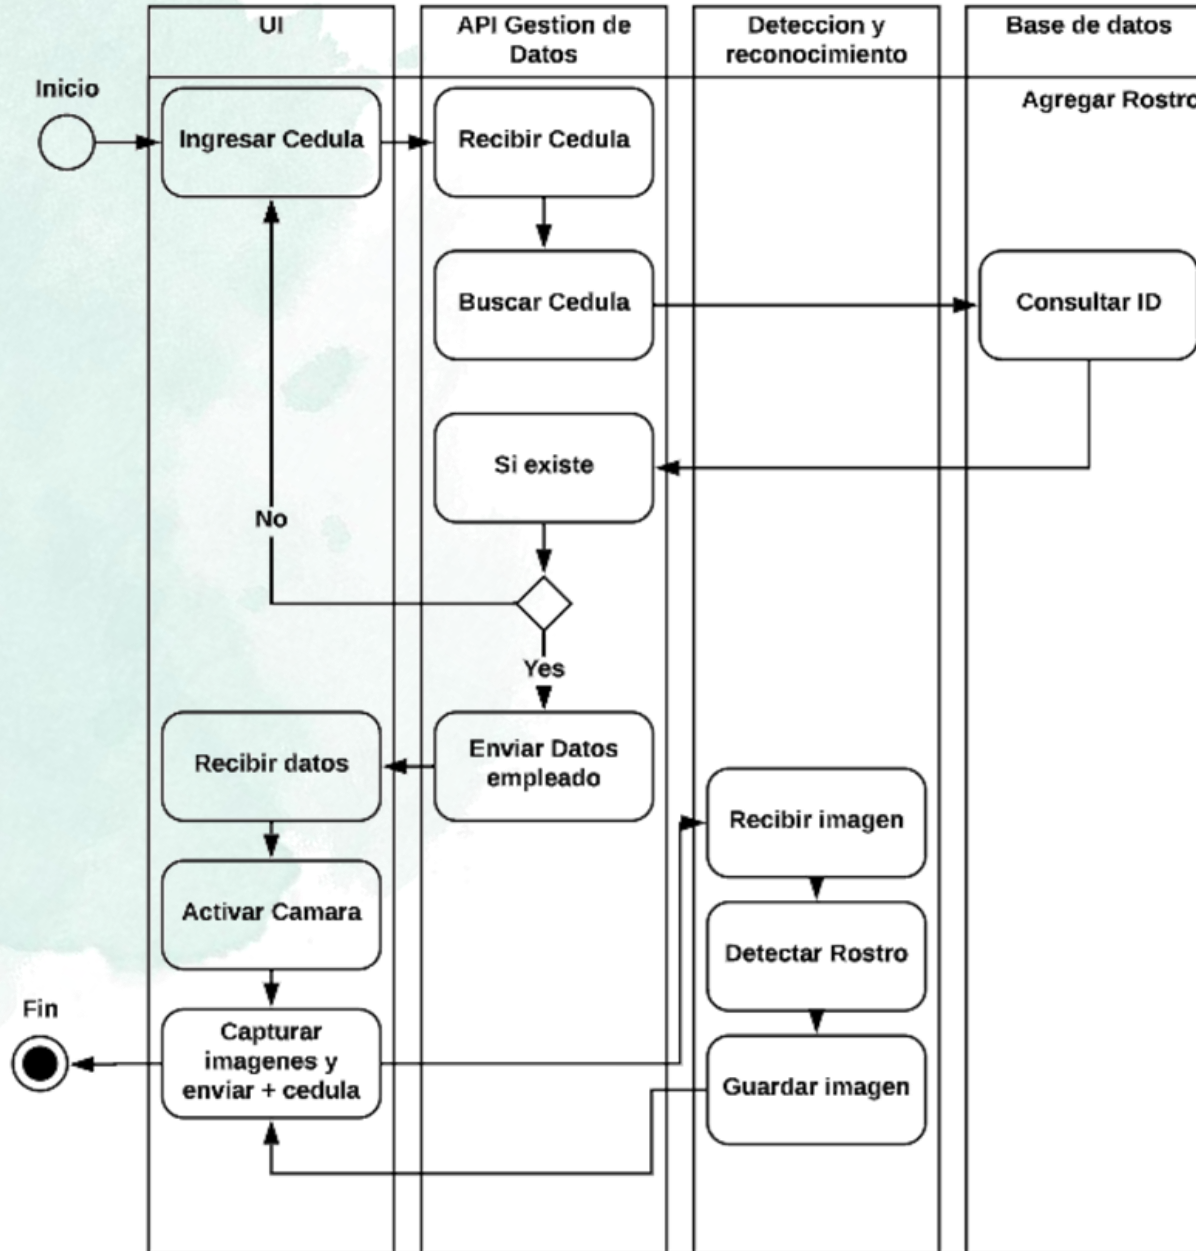 UI
API Gestion de
Datos
Deteccion y
reconocimiento
Base de datos
Inicio
Agregar Rostro
Ingresar Cedula
Recibir Cedula
Buscar Cedula
Consultar ID
Si existe
No
Yes
Recibir datos
Enviar Datos
empleado
Recibir imagen
Activar Camara
Detectar Rostro
Fin
Capturar
imagenes y
enviar + cedula
Guardar imagen